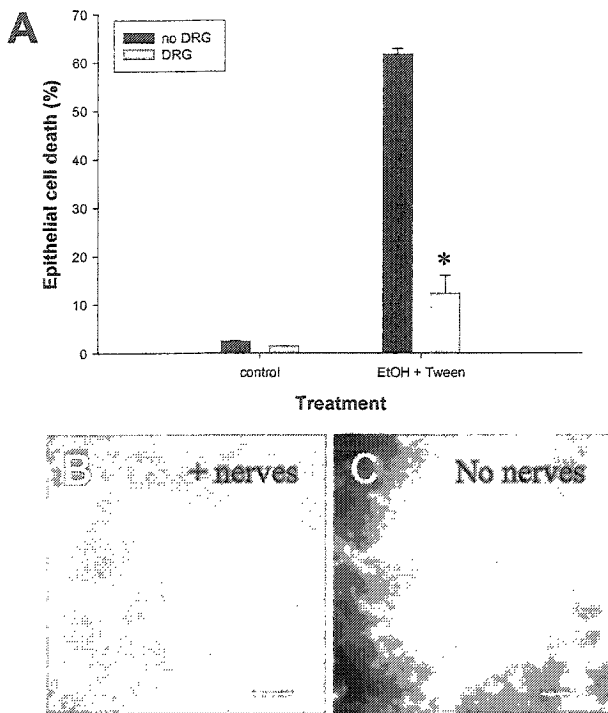 A
70
60
50
40
30
20
10
0
Epithelial cell death (%)
no DRG
DRG
*
control
EtOH + Tween
Treatment
B
+ nerves
C
No nerves